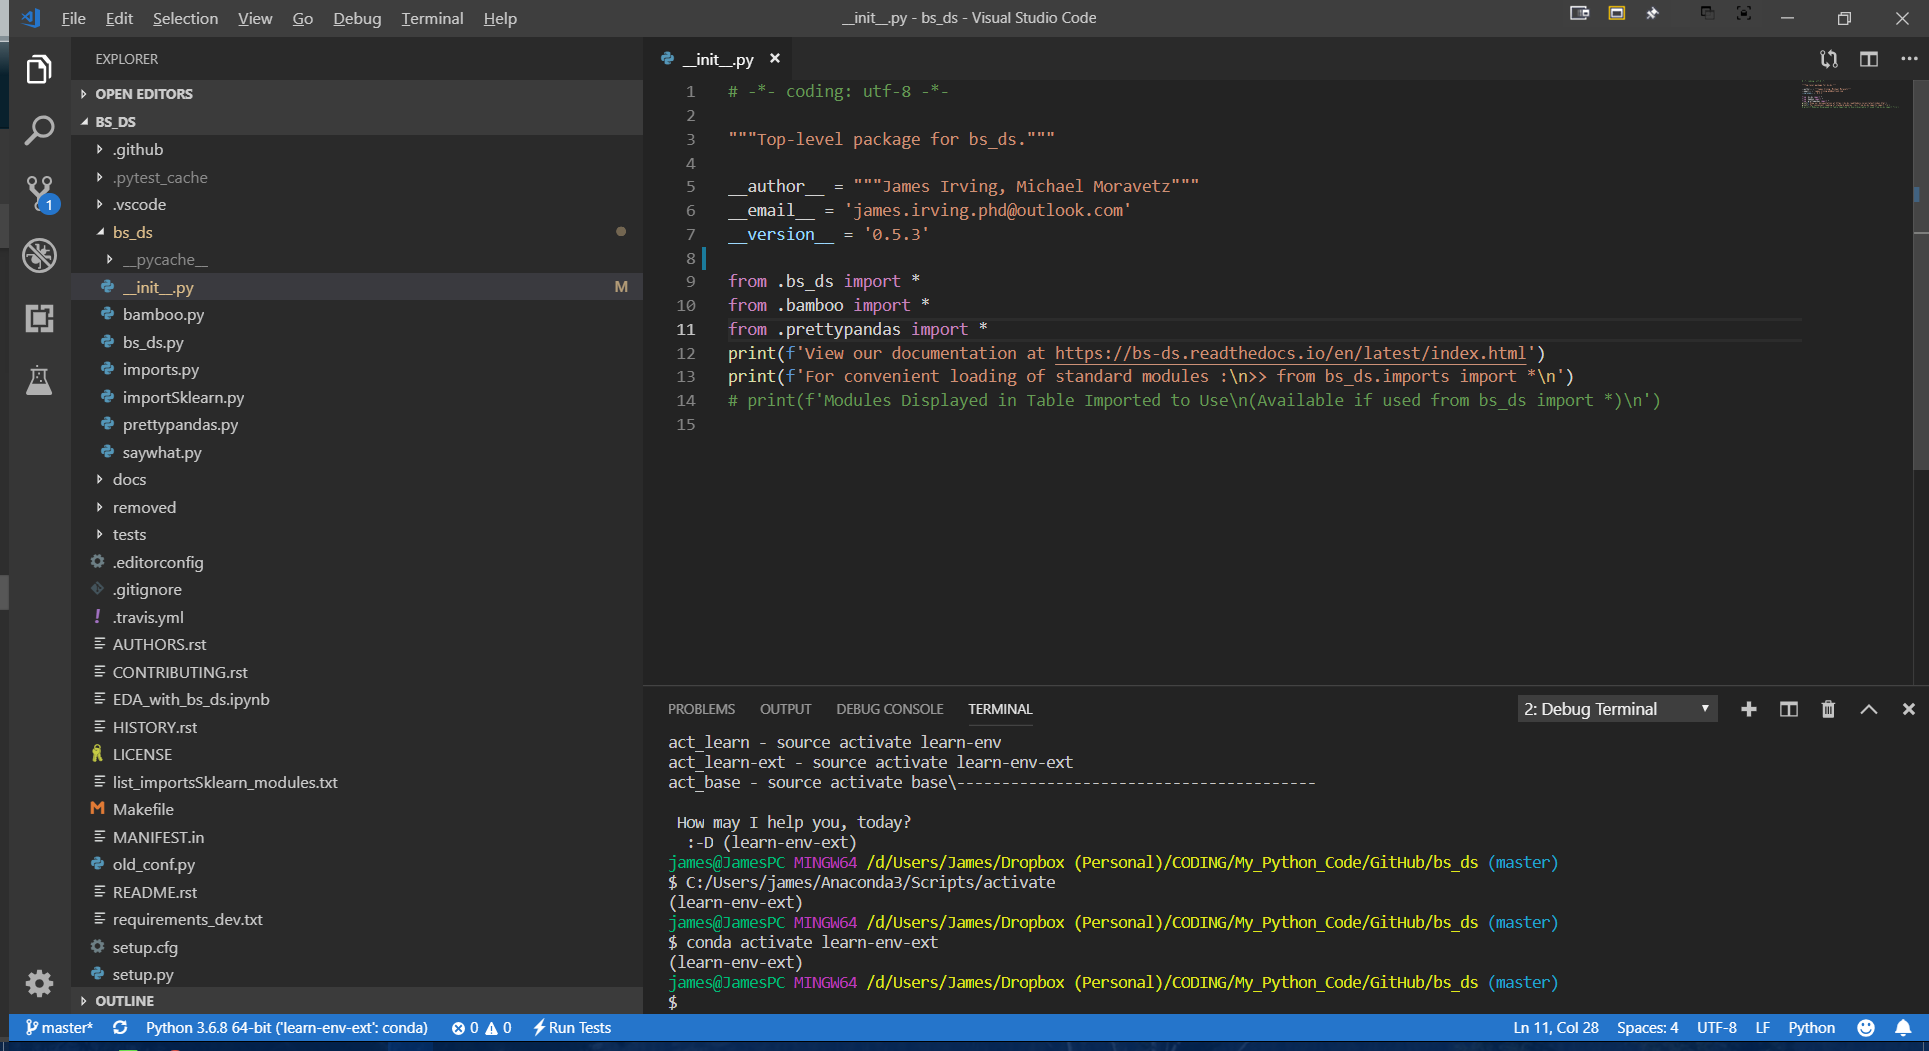 File Edit Selection View Go Debug Terminal Help
__init__.py - bs_ds - Visual Studio Code
EXPLORER
OPEN EDITORS
BS_DS
.github
.pytest_cache
.vscode
bs_ds
__pycache__
__init__.py M
bamboo.py
bs_ds.py
imports.py
importSklearn.py
prettypandas.py
saywhat.py
docs
removed
tests
.editorconfig
.gitignore
! .travis.yml
AUTHORS.rst
CONTRIBUTING.rst
EDA_with_bs_ds.ipynb
HISTORY.rst
LICENSE
list_importsSklearn_modules.txt
M Makefile
MANIFEST.in
old_conf.py
README.rst
requirements_dev.txt
setup.cfg
setup.py
OUTLINE
1
__init__.py
1 # -*- coding: utf-8 -*-
2
3 """Top-level package for bs_ds."""
4
5 __author__ = """James Irving, Michael Moravetz"""
6 __email__ = 'james.irving.phd@outlook.com'
7 __version__ = '0.5.3'
8
9 from .bs_ds import *
10 from .bamboo import *
11 from .prettypandas import *
12 print(f'View our documentation at https://bs-ds.readthedocs.io/en/latest/index.html')
13 print(f'For convenient loading of standard modules :\n>> from bs_ds.imports import *\n')
14 # print(f'Modules Displayed in Table Imported to Use\n(Available if used from bs_ds import *)\n')
15
PROBLEMS OUTPUT DEBUG CONSOLE TERMINAL
2: Debug Terminal
act_learn - source activate learn-env
act_learn-ext - source activate learn-env-ext
act_base - source activate base\----------------------------------------
How may I help you, today?
:-D (learn-env-ext)
james@JamesPC MINGW64 /d/Users/James/Dropbox (Personal)/CODING/My_Python_Code/GitHub/bs_ds (master)
$ C:/Users/james/Anaconda3/Scripts/activate
(learn-env-ext)
james@JamesPC MINGW64 /d/Users/James/Dropbox (Personal)/CODING/My_Python_Code/GitHub/bs_ds (master)
$ conda activate learn-env-ext
(learn-env-ext)
james@JamesPC MINGW64 /d/Users/James/Dropbox (Personal)/CODING/My_Python_Code/GitHub/bs_ds (master)
$
master* Python 3.6.8 64-bit ('learn-env-ext': conda) 0 0 Run Tests Ln 11, Col 28 Spaces: 4 UTF-8 LF Python